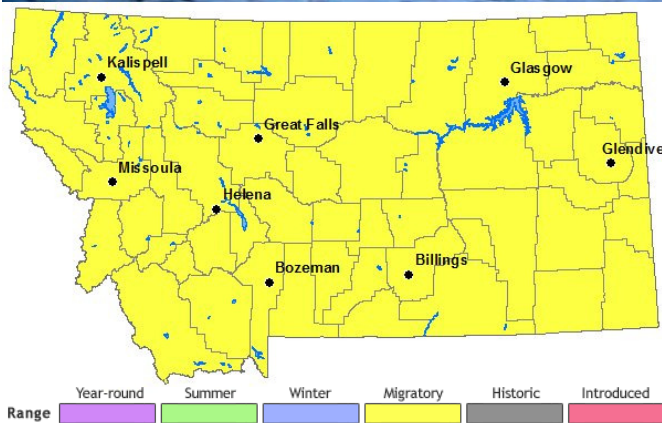 Kalispell
Glasgow
Great Falls
Glendive
Missoula
Helena
Bozeman
Billings
Year-round Summer Winter Migratory Historic Introduced
Range